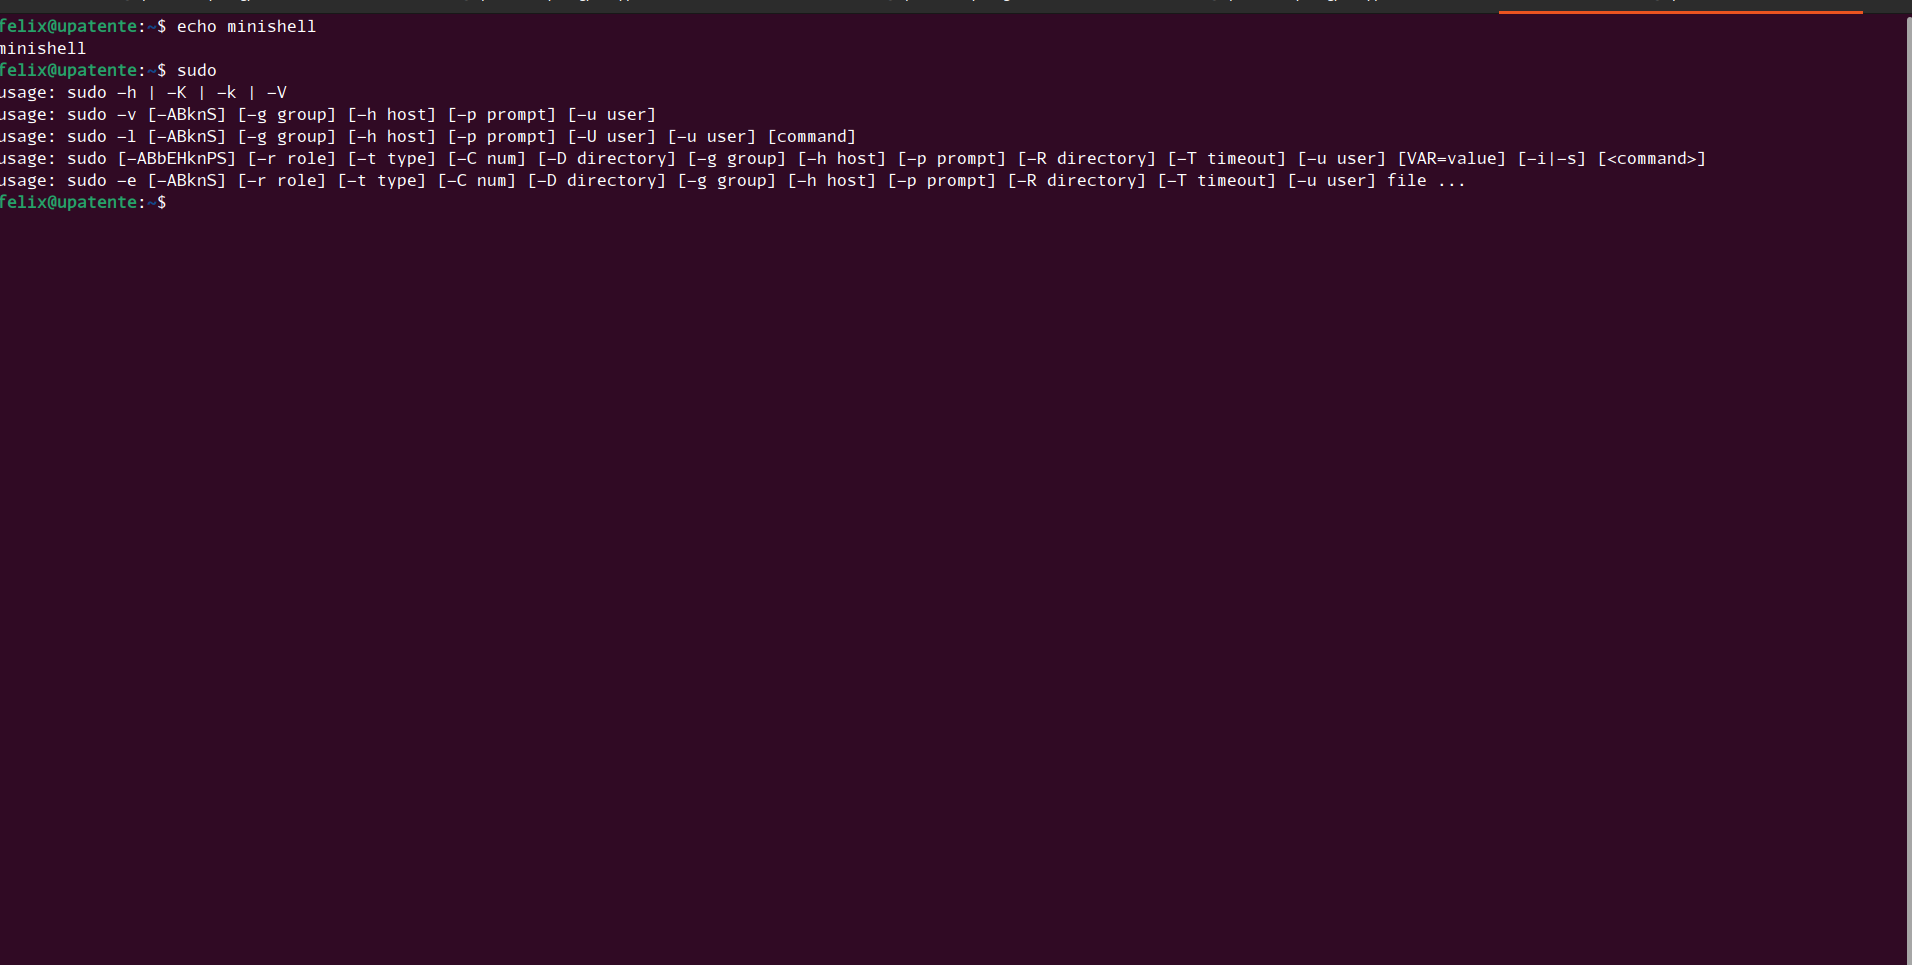 felix@upatente:~$ echo minishell
minishell
felix@upatente:~$ sudo
usage: sudo -h | -K | -k | -V
usage: sudo -v [-ABknS] [-g group] [-h host] [-p prompt] [-u user]
usage: sudo -l [-ABknS] [-g group] [-h host] [-p prompt] [-U user] [-u user] [command]
usage: sudo [-ABbEHknPS] [-r role] [-t type] [-C num] [-D directory] [-g group] [-h host] [-p prompt] [-R directory] [-T timeout] [-u user] [VAR=value] [-i|-s] [<command>]
usage: sudo -e [-ABknS] [-r role] [-t type] [-C num] [-D directory] [-g group] [-h host] [-p prompt] [-R directory] [-T timeout] [-u user] file ...
felix@upatente:~$